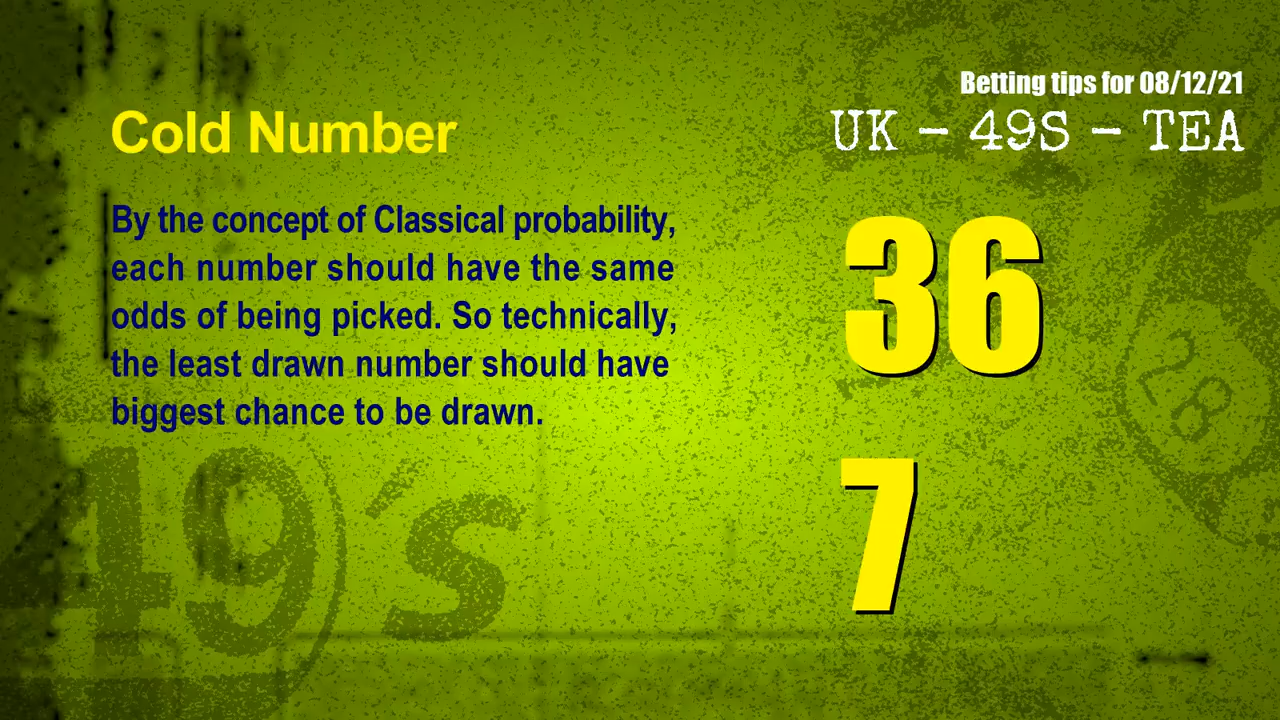 Betting tips for 08/12/21
UK - 49S - TEA
Cold Number
By the concept of Classical probability,
each number should have the same
odds of being picked. So technically,
the least drawn number should have
biggest chance to be drawn.
36
7
28
49's